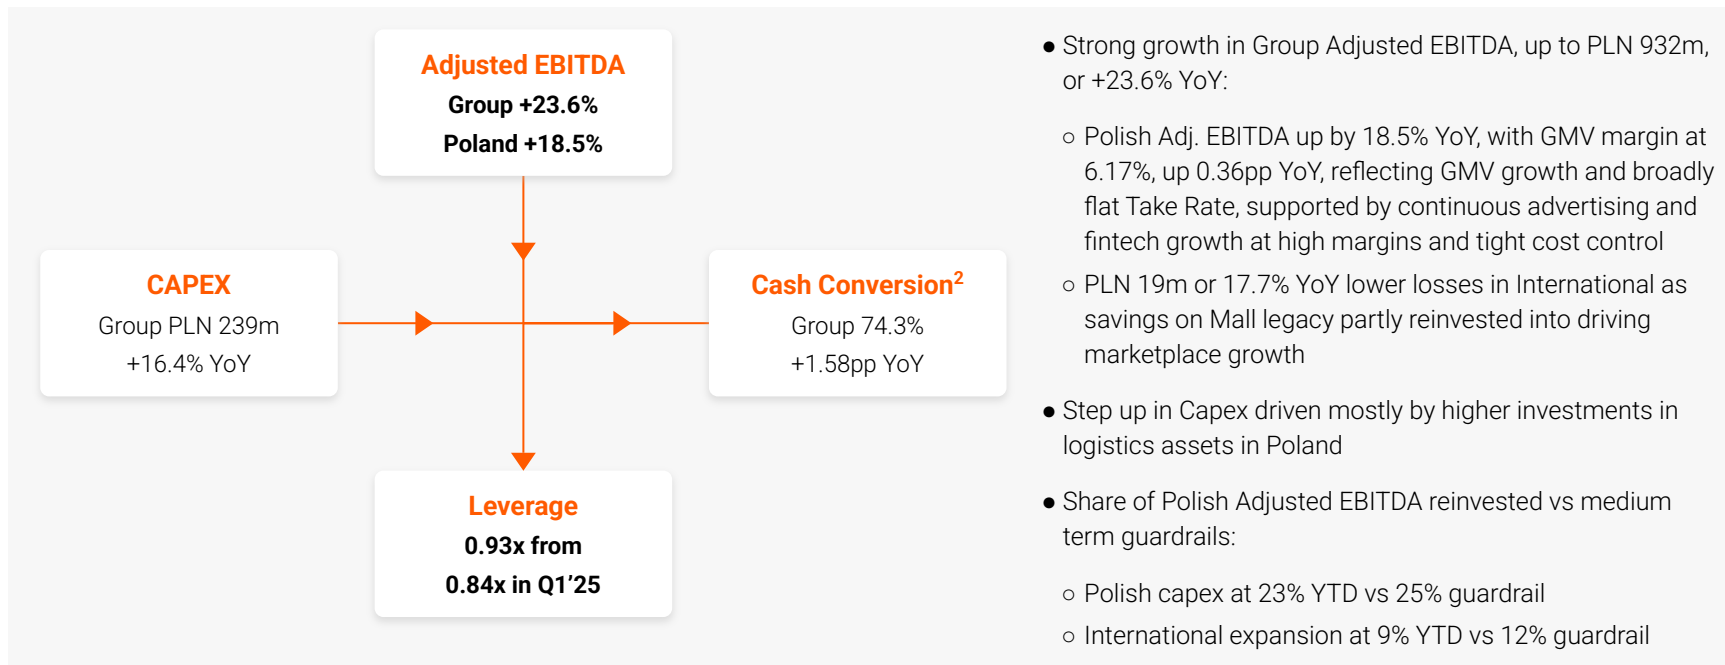 Adjusted EBITDA
Group +23.6%
Poland +18.5%
CAPEX
Group PLN 239m
+16.4% YoY
Cash Conversion²
Group 74.3%
+1.58pp YoY
Leverage
0.93x from
0.84x in Q1’25
● Strong growth in Group Adjusted EBITDA, up to PLN 932m,
or +23.6% YoY:
○ Polish Adj. EBITDA up by 18.5% YoY, with GMV margin at
6.17%, up 0.36pp YoY, reflecting GMV growth and broadly
flat Take Rate, supported by continuous advertising and
fintech growth at high margins and tight cost control
○ PLN 19m or 17.7% YoY lower losses in International as
savings on Mall legacy partly reinvested into driving
marketplace growth
● Step up in Capex driven mostly by higher investments in
logistics assets in Poland
● Share of Polish Adjusted EBITDA reinvested vs medium
term guardrails:
○ Polish capex at 23% YTD vs 25% guardrail
○ International expansion at 9% YTD vs 12% guardrail